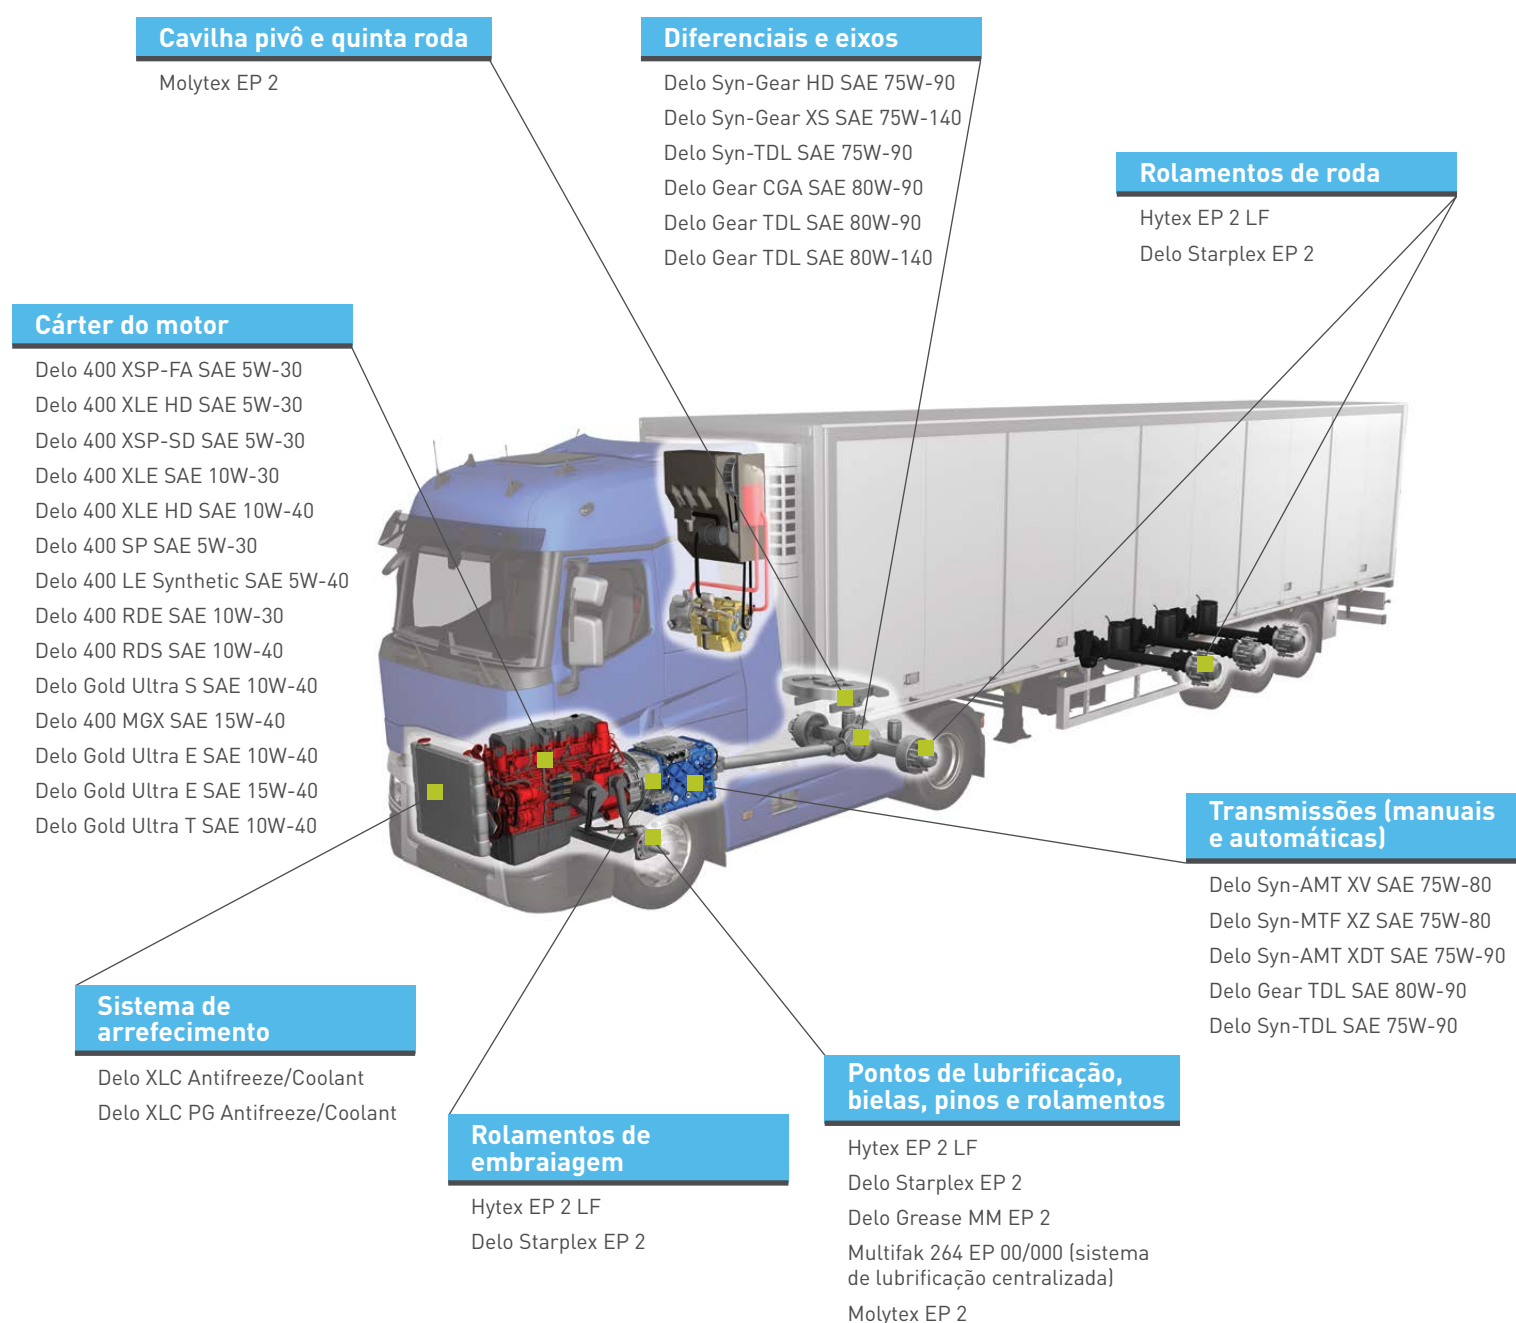 Cavilha pivô e quinta roda
Molytex EP 2
Diferenciais e eixos
Delo Syn-Gear HD SAE 75W-90
Delo Syn-Gear XS SAE 75W-140
Delo Syn-TDL SAE 75W-90
Delo Gear CGA SAE 80W-90
Delo Gear TDL SAE 80W-90
Delo Gear TDL SAE 80W-140
Rolamentos de roda
Hytex EP 2 LF
Delo Starplex EP 2
Cárter do motor
Delo 400 XSP-FA SAE 5W-30
Delo 400 XLE HD SAE 5W-30
Delo 400 XSP-SD SAE 5W-30
Delo 400 XLE SAE 10W-30
Delo 400 XLE HD SAE 10W-40
Delo 400 SP SAE 5W-30
Delo 400 LE Synthetic SAE 5W-40
Delo 400 RDE SAE 10W-30
Delo 400 RDS SAE 10W-40
Delo Gold Ultra S SAE 10W-40
Delo 400 MGX SAE 15W-40
Delo Gold Ultra E SAE 10W-40
Delo Gold Ultra E SAE 15W-40
Delo Gold Ultra T SAE 10W-40
Transmissões (manuais
e automáticas)
Delo Syn-AMT XV SAE 75W-80
Delo Syn-MTF XZ SAE 75W-80
Delo Syn-AMT XDT SAE 75W-90
Delo Gear TDL SAE 80W-90
Delo Syn-TDL SAE 75W-90
Sistema de
arrefecimento
Delo XLC Antifreeze/Coolant
Delo XLC PG Antifreeze/Coolant
Rolamentos de
embraiagem
Hytex EP 2 LF
Delo Starplex EP 2
Pontos de lubrificação,
bielas, pinos e rolamentos
Hytex EP 2 LF
Delo Starplex EP 2
Delo Grease MM EP 2
Multifak 264 EP 00/000 (sistema
de lubrificação centralizada)
Molytex EP 2